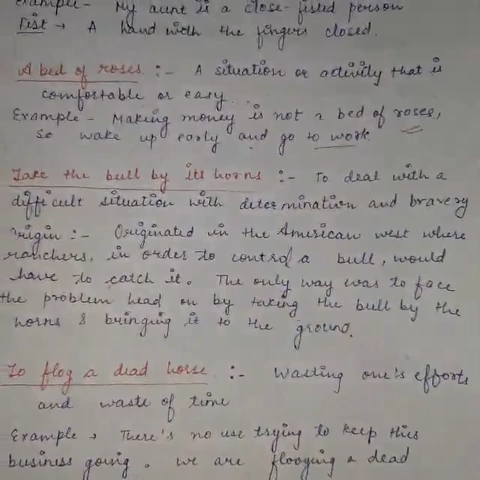 Example- My aunt is a close-fisted person
Fist → A hand with the fingers closed.
A bed of roses :- A situation or activity that is
comfortable or easy..
Example - Making money is not a bed of roses,
so wake up early and go to work.
Take the bull by its horns :- To deal with a
difficult situation with determination and bravery
origin :- Originated in the American west where
ranchers, in order to control a bull, would
have to catch it. The only way was to face
the problem head on by taking the bull by the
horns & bringing it to the ground.
To flog a dead horse :- Wasting one's efforts
and waste of time
Example → There's no use trying to keep this
business going. we are flooging a dead